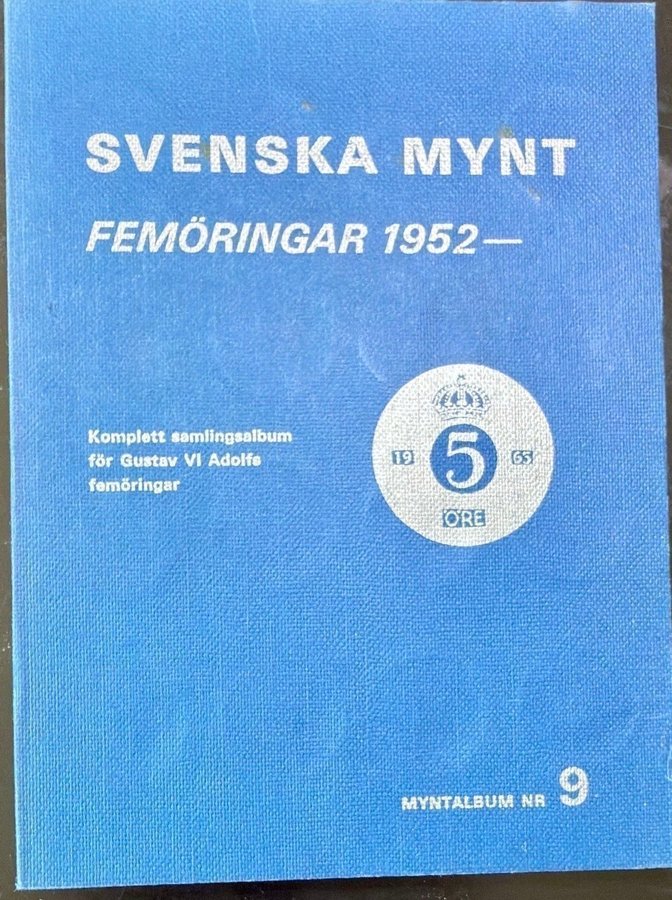 SVENSKA MYNT
FEMÖRINGAR 1952—
Komplett samlingsalbum
för Gustav VI Adolfs
femöringar
19 5 65
ÖRE
MYNTALBUM NR 9